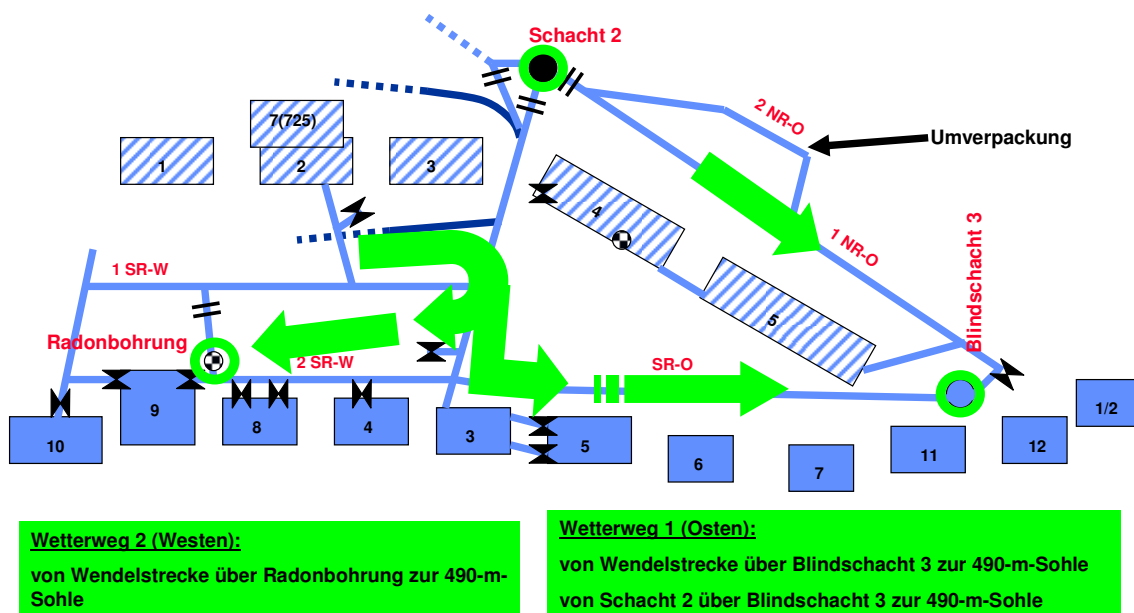 Schacht 2
2 NR-O
Umverpackung
7(725)
1
2
3
4
1 NR-O
Blindschacht 3
1 SR-W
5
Radonbohrung
2 SR-W
SR-O
9
10
8
4
3
5
6
7
11
12
1/2
Wetterweg 2 (Westen):
von Wendelstrecke über Radonbohrung zur 490-m-
Sohle
Wetterweg 1 (Osten):
von Wendelstrecke über Blindschacht 3 zur 490-m-Sohle
von Schacht 2 über Blindschacht 3 zur 490-m-Sohle